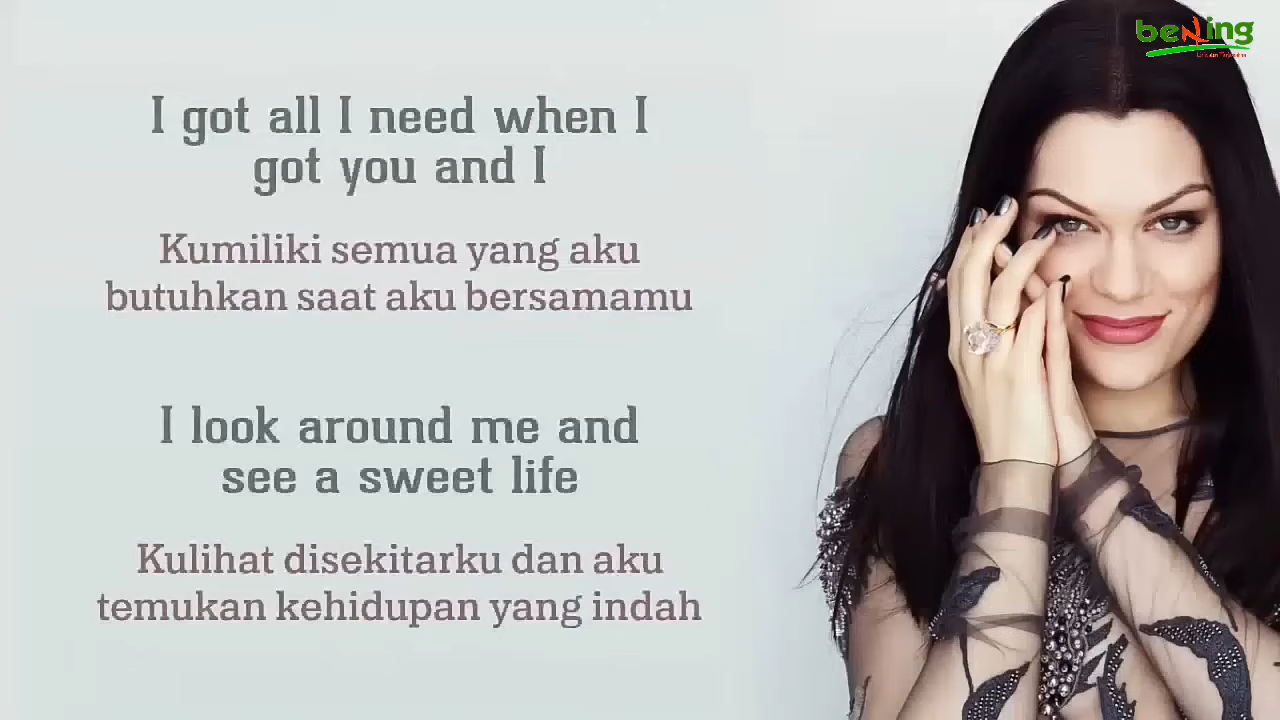 bening
I got all I need when I
got you and I
Kumiliki semua yang aku
butuhkan saat aku bersamamu
I look around me and
see a sweet life
Kulihat disekitarku dan aku
temukan kehidupan yang indah